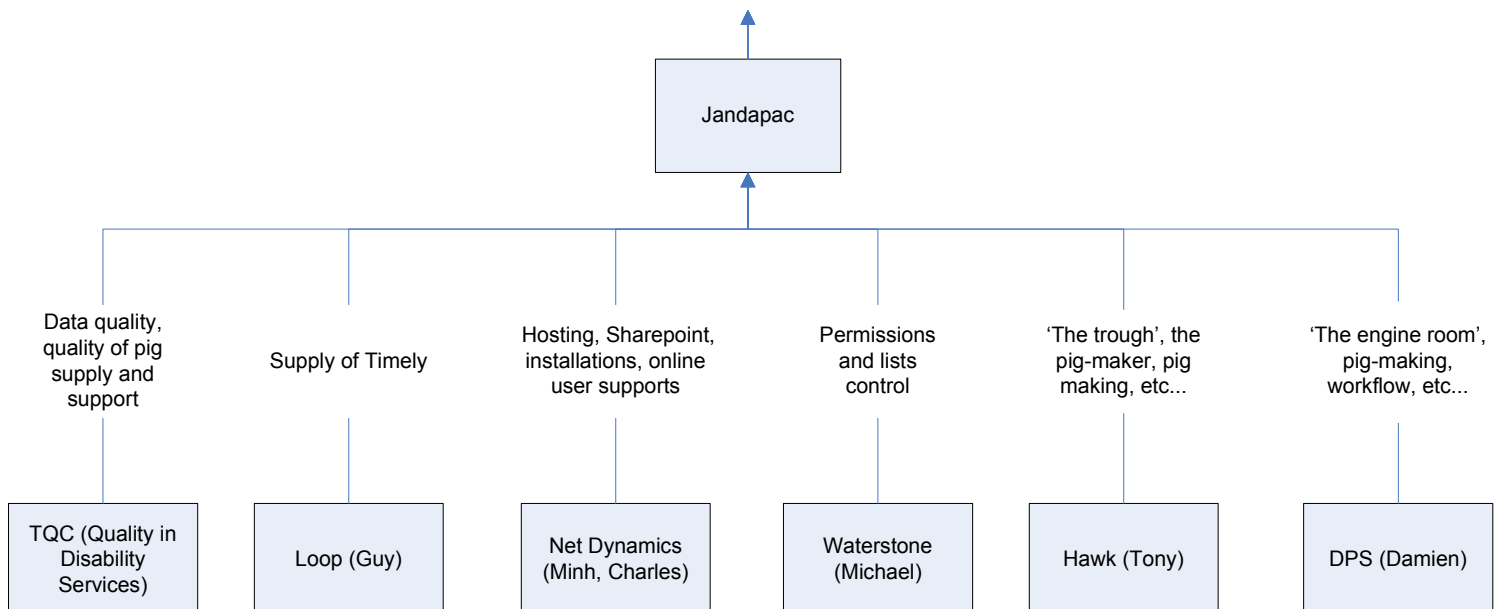 Jandapac
Data quality,
quality of pig
supply and
support
Supply of Timely
Hosting, Sharepoint,
installations, online
user supports
Permissions
and lists
control
‘The trough’, the
pig-maker, pig
making, etc...
‘The engine room’,
pig-making,
workflow, etc...
TQC (Quality in
Disability
Services)
Loop (Guy)
Net Dynamics
(Minh, Charles)
Waterstone
(Michael)
Hawk (Tony)
DPS (Damien)